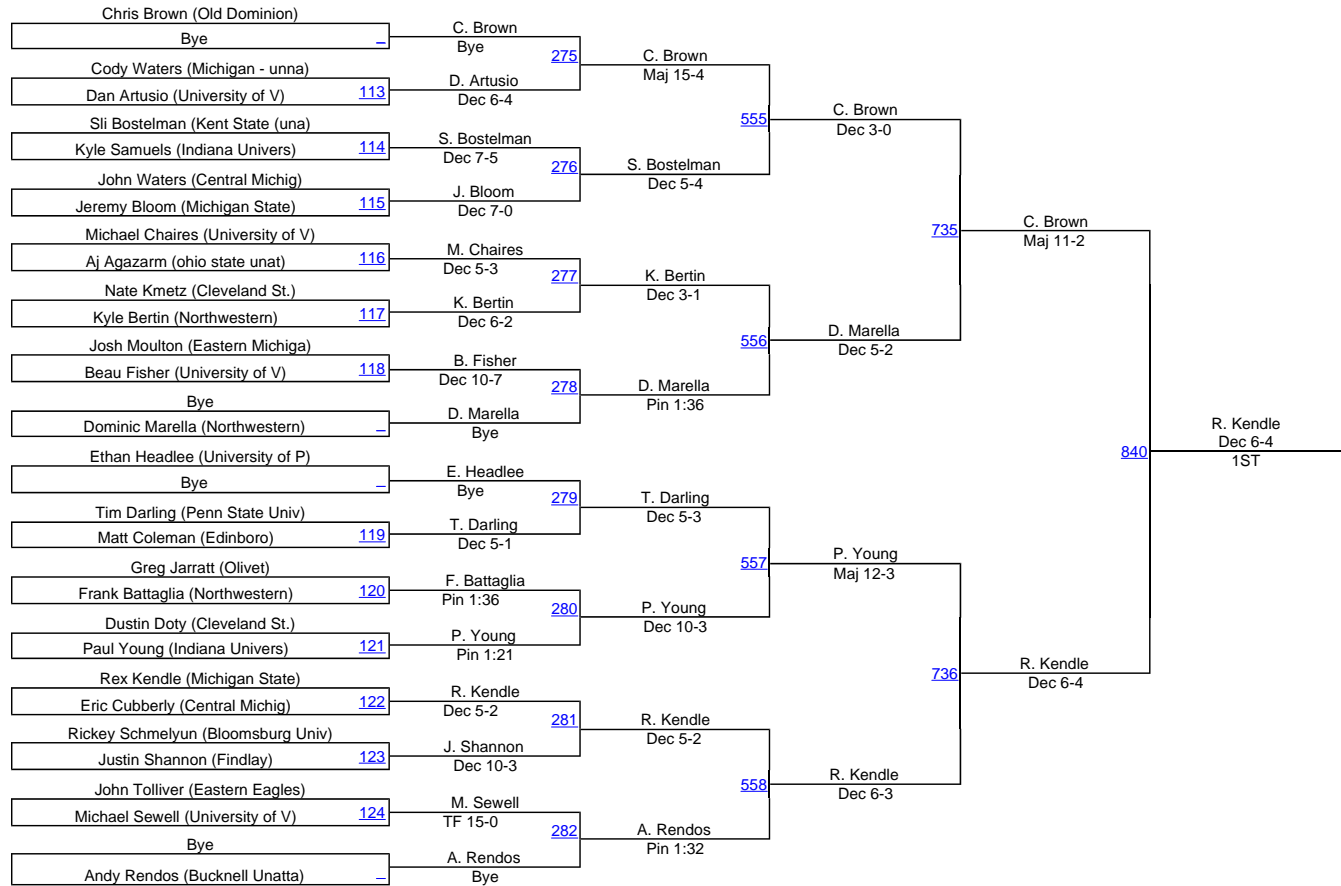 Chris Brown (Old Dominion)
Bye
Cody Waters (Michigan - unna)
Dan Artusio (University of V)
113
Sli Bostelman (Kent State (una)
Kyle Samuels (Indiana Univers)
114
John Waters (Central Michig)
Jeremy Bloom (Michigan State)
115
Michael Chaires (University of V)
Aj Agazarm (ohio state unat)
116
Nate Kmetz (Cleveland St.)
Kyle Bertin (Northwestern)
117
Josh Moulton (Eastern Michiga)
Beau Fisher (University of V)
118
Bye
Dominic Marella (Northwestern)
Ethan Headlee (University of P)
Bye
Tim Darling (Penn State Univ)
Matt Coleman (Edinboro)
119
Greg Jarratt (Olivet)
Frank Battaglia (Northwestern)
120
Dustin Doty (Cleveland St.)
Paul Young (Indiana Univers)
121
Rex Kendle (Michigan State)
Eric Cubberly (Central Michig)
122
Rickey Schmelyun (Bloomsburg Univ)
Justin Shannon (Findlay)
123
John Tolliver (Eastern Eagles)
Michael Sewell (University of V)
124
Bye
Andy Rendos (Bucknell Unatta)
C. Brown
Bye
275
D. Artusio
Dec 6-4
S. Bostelman
Dec 7-5
276
J. Bloom
Dec 7-0
M. Chaires
Dec 5-3
277
K. Bertin
Dec 6-2
B. Fisher
Dec 10-7
278
D. Marella
Bye
E. Headlee
Bye
279
T. Darling
Dec 5-1
F. Battaglia
Pin 1:36
280
P. Young
Pin 1:21
R. Kendle
Dec 5-2
281
J. Shannon
Dec 10-3
M. Sewell
TF 15-0
282
A. Rendos
Bye
C. Brown
Maj 15-4
555
S. Bostelman
Dec 5-4
K. Bertin
Dec 3-1
556
D. Marella
Pin 1:36
T. Darling
Dec 5-3
557
P. Young
Dec 10-3
R. Kendle
Dec 5-2
558
A. Rendos
Pin 1:32
C. Brown
Dec 3-0
735
D. Marella
Dec 5-2
P. Young
Maj 12-3
736
R. Kendle
Dec 6-3
C. Brown
Maj 11-2
840
R. Kendle
Dec 6-4
R. Kendle
Dec 6-4
1ST